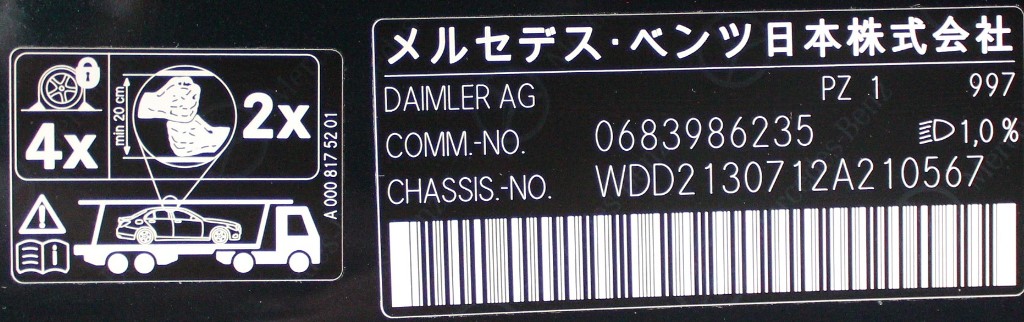 min 20 cm
4x
2x
A 000 817 52 01
メルセデス・ベンツ日本株式会社
DAIMLER AG PZ 1 997
COMM.-NO. 0683986235 1,0 %
CHASSIS.-NO. WDD2130712A210567